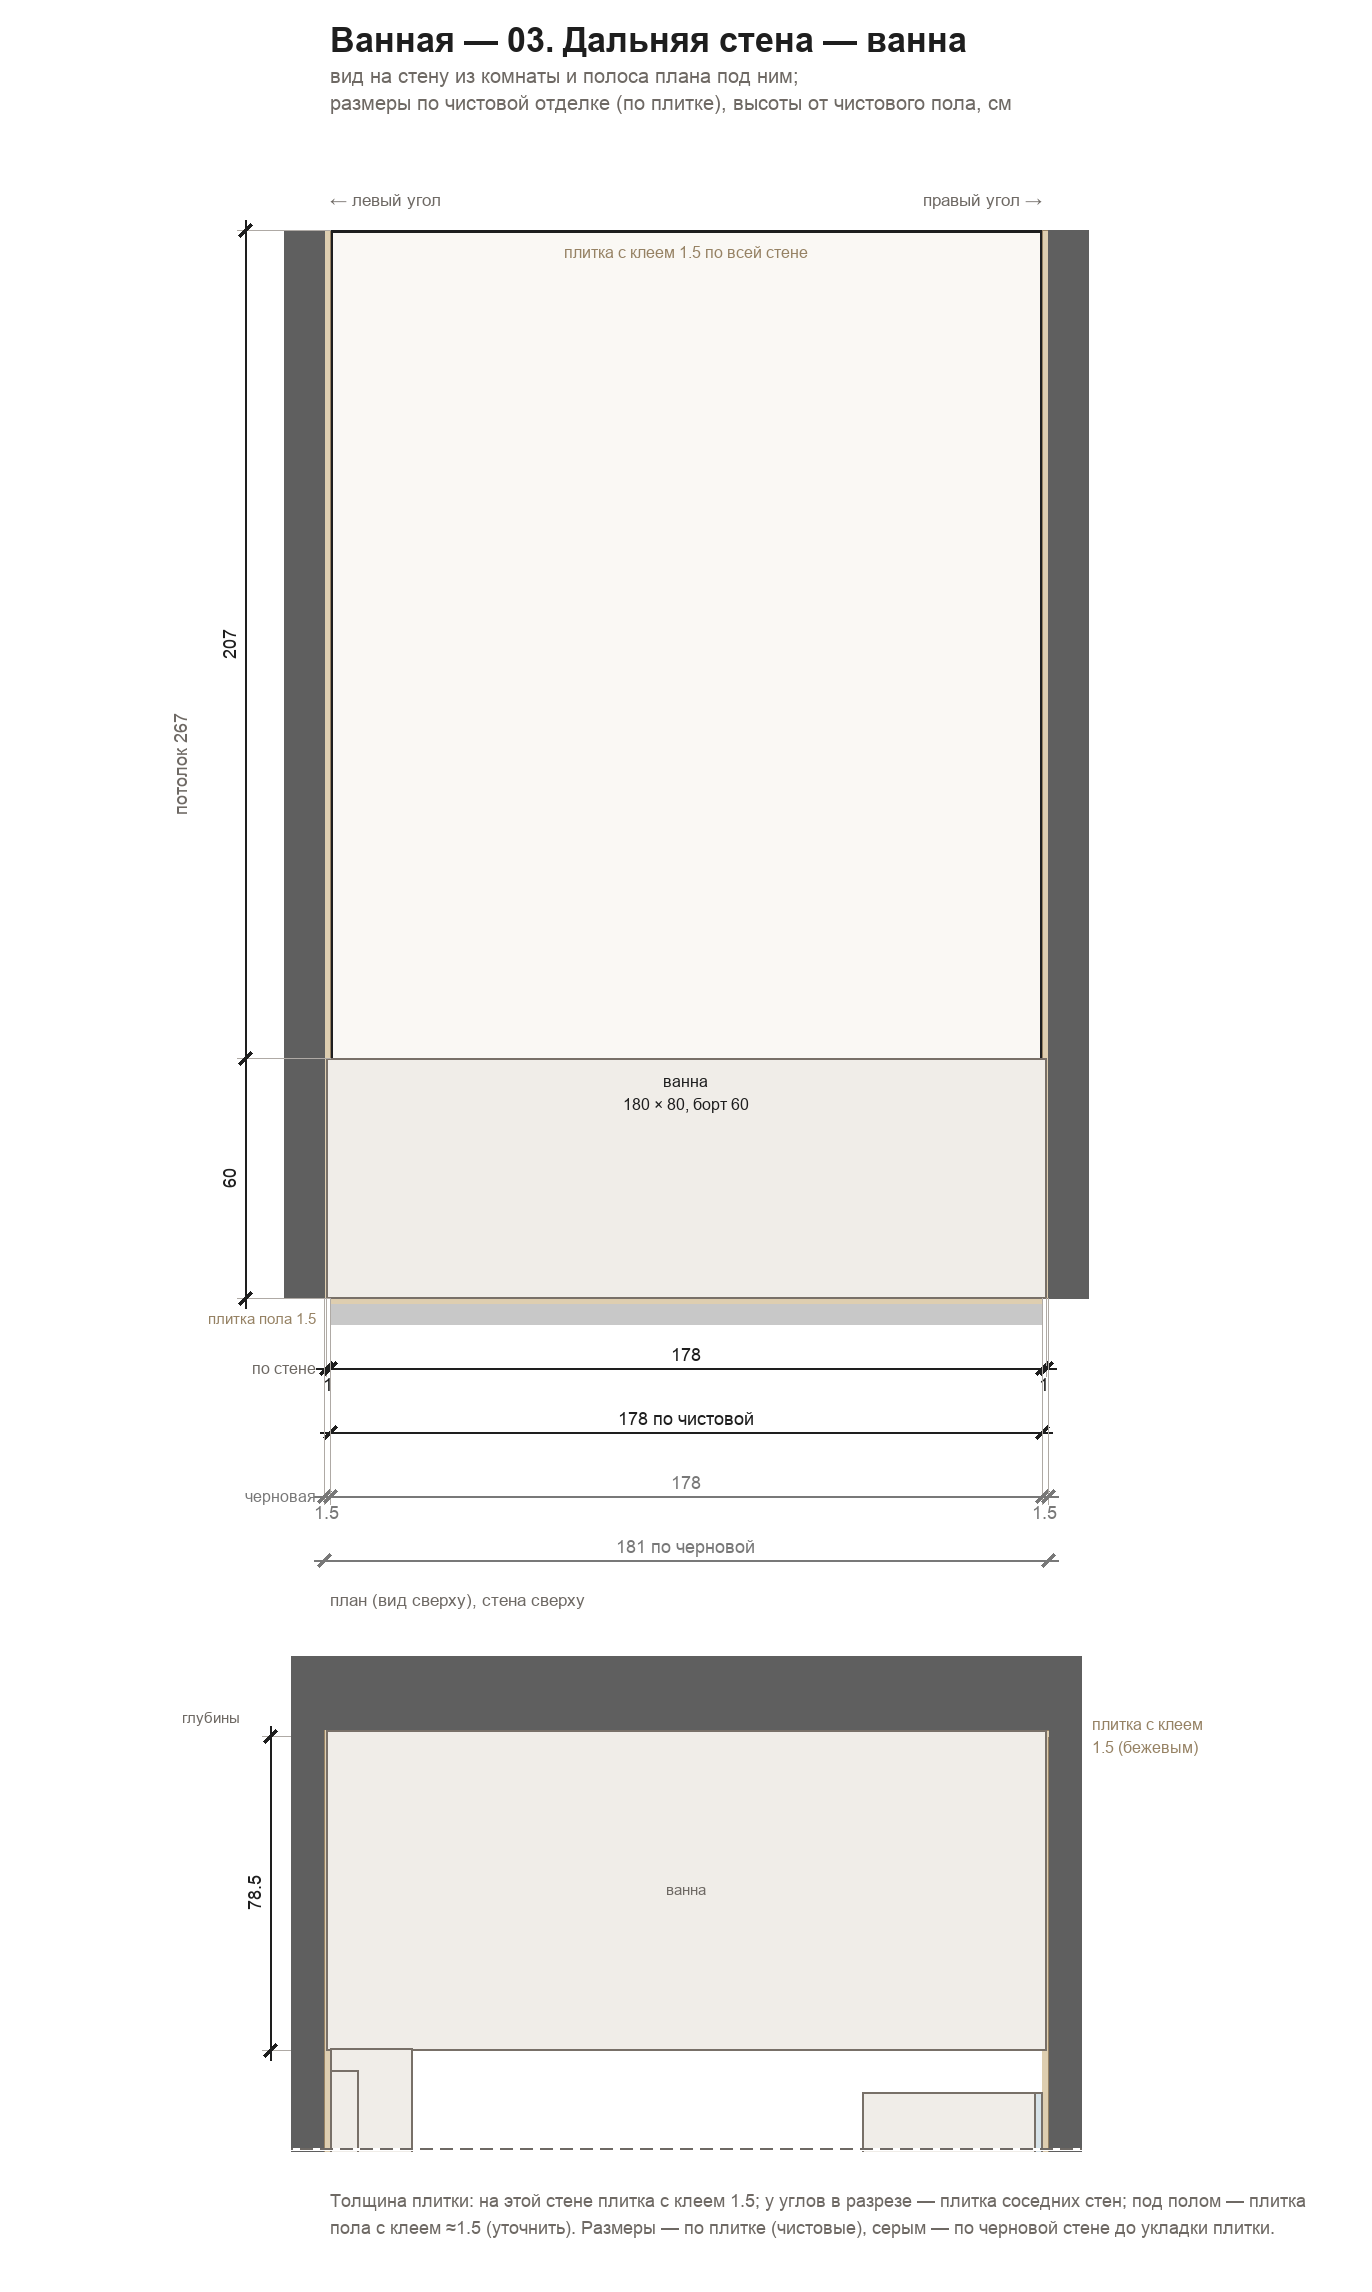 Ванная — 03. Дальняя стена — ванна
вид на стену из комнаты и полоса плана под ним;
размеры по чистовой отделке (по плитке), высоты от чистового пола, см
← левый угол
правый угол →
плитка с клеем 1.5 по всей стене
207
потолок 267
ванна
180 × 80, борт 60
60
плитка пола 1.5
178
по стене
1
1
178 по чистовой
178
черновая
1.5
1.5
181 по черновой
план (вид сверху), стена сверху
глубины
плитка с клеем
1.5 (бежевым)
78.5
ванна
Толщина плитки: на этой стене плитка с клеем 1.5; у углов в разрезе — плитка соседних стен; под полом — плитка
пола с клеем ≈1.5 (уточнить). Размеры — по плитке (чистовые), серым — по черновой стене до укладки плитки.